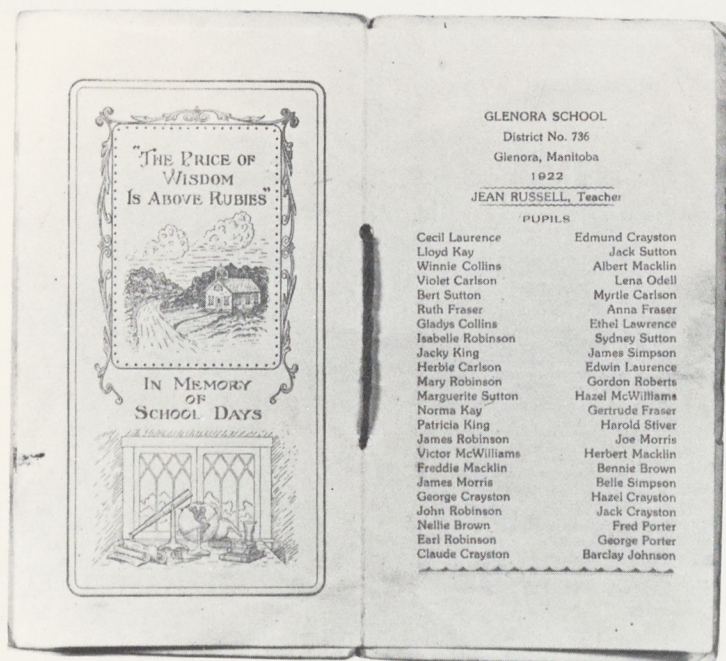 "THE PRICE OF
WISDOM
IS ABOVE RUBIES"
IN MEMORY
OF
SCHOOL DAYS
GLENORA SCHOOL
District No. 736
Glenora, Manitoba
1922
JEAN RUSSELL, Teacher
PUPILS
Cecil Laurence Edmund Crayston
Lloyd Kay Jack Sutton
Winnie Collins Albert Macklin
Violet Carlson Lena Odell
Bert Sutton Myrtle Carlson
Ruth Fraser Anna Fraser
Gladys Collins Ethel Lawrence
Isabelle Robinson Sydney Sutton
Jacky King James Simpson
Herbie Carlson Edwin Laurence
Mary Robinson Gordon Roberts
Marguerite Sutton Hazel McWilliams
Norma Kay Gertrude Fraser
Patricia King Harold Stiver
James Robinson Joe Morris
Victor McWilliams Herbert Macklin
Freddie Macklin Bennie Brown
James Morris Belle Simpson
George Crayston Hazel Crayston
John Robinson Jack Crayston
Nellie Brown Fred Porter
Earl Robinson George Porter
Claude Crayston Barclay Johnson